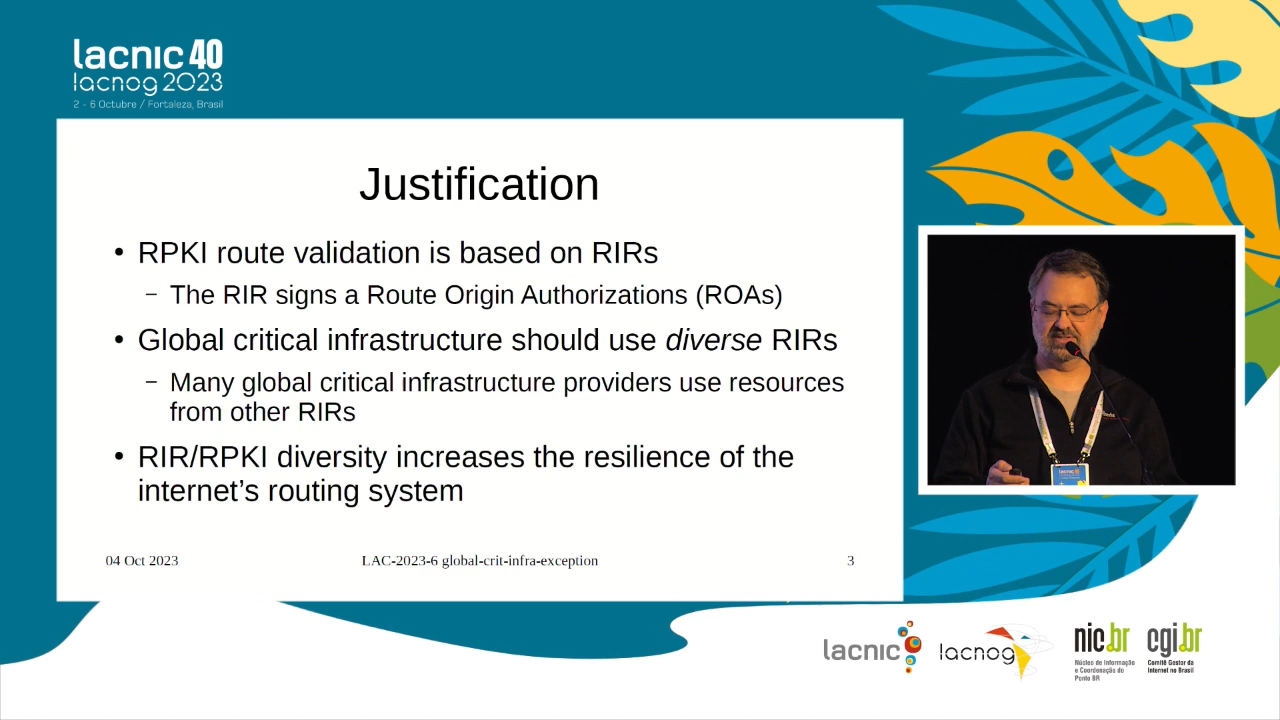 lacnic 40
lacnog 2023
2 - 6 Octubre / Fortaleza, Brasil
Justification
• RPKI route validation is based on RIRs
– The RIR signs a Route Origin Authorizations (ROAs)
• Global critical infrastructure should use diverse RIRs
– Many global critical infrastructure providers use resources
from other RIRs
• RIR/RPKI diversity increases the resilience of the
internet’s routing system
04 Oct 2023
LAC-2023-6 global-crit-infra-exception
3
lacnic 40
lacnic
lacnog
nic.br
Núcleo de Informação
e Coordenação do
Ponto BR
cgi.br
Comitê Gestor da
Internet no Brasil